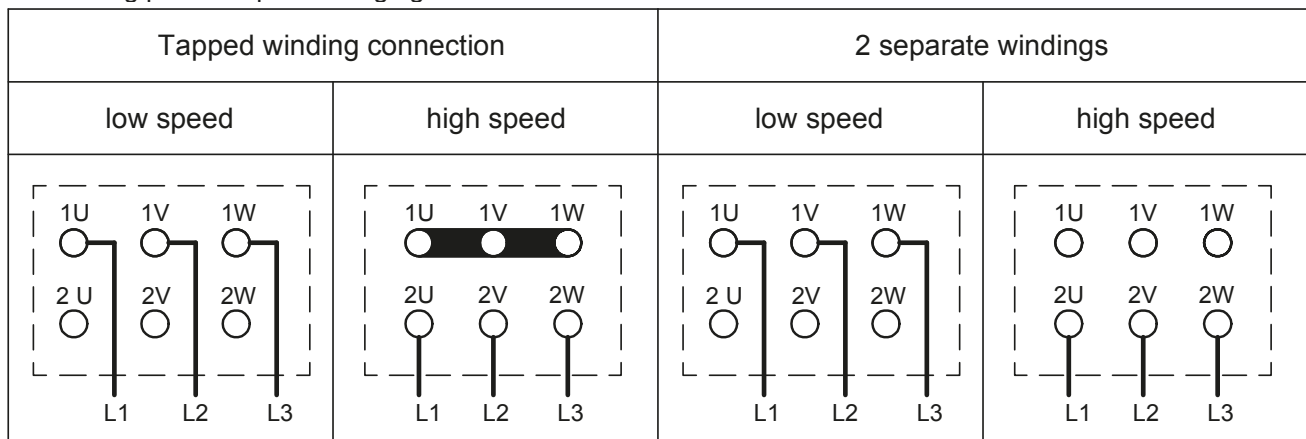 Tapped winding connection 2 separate windings
low speed high speed low speed high speed
1U 1V 1W 1U 1V 1W 1U 1V 1W 1U 1V 1W
2 U 2V 2W 2U 2V 2W 2 U 2V 2W 2U 2V 2W
L1 L2 L3 L1 L2 L3 L1 L2 L3 L1 L2 L3